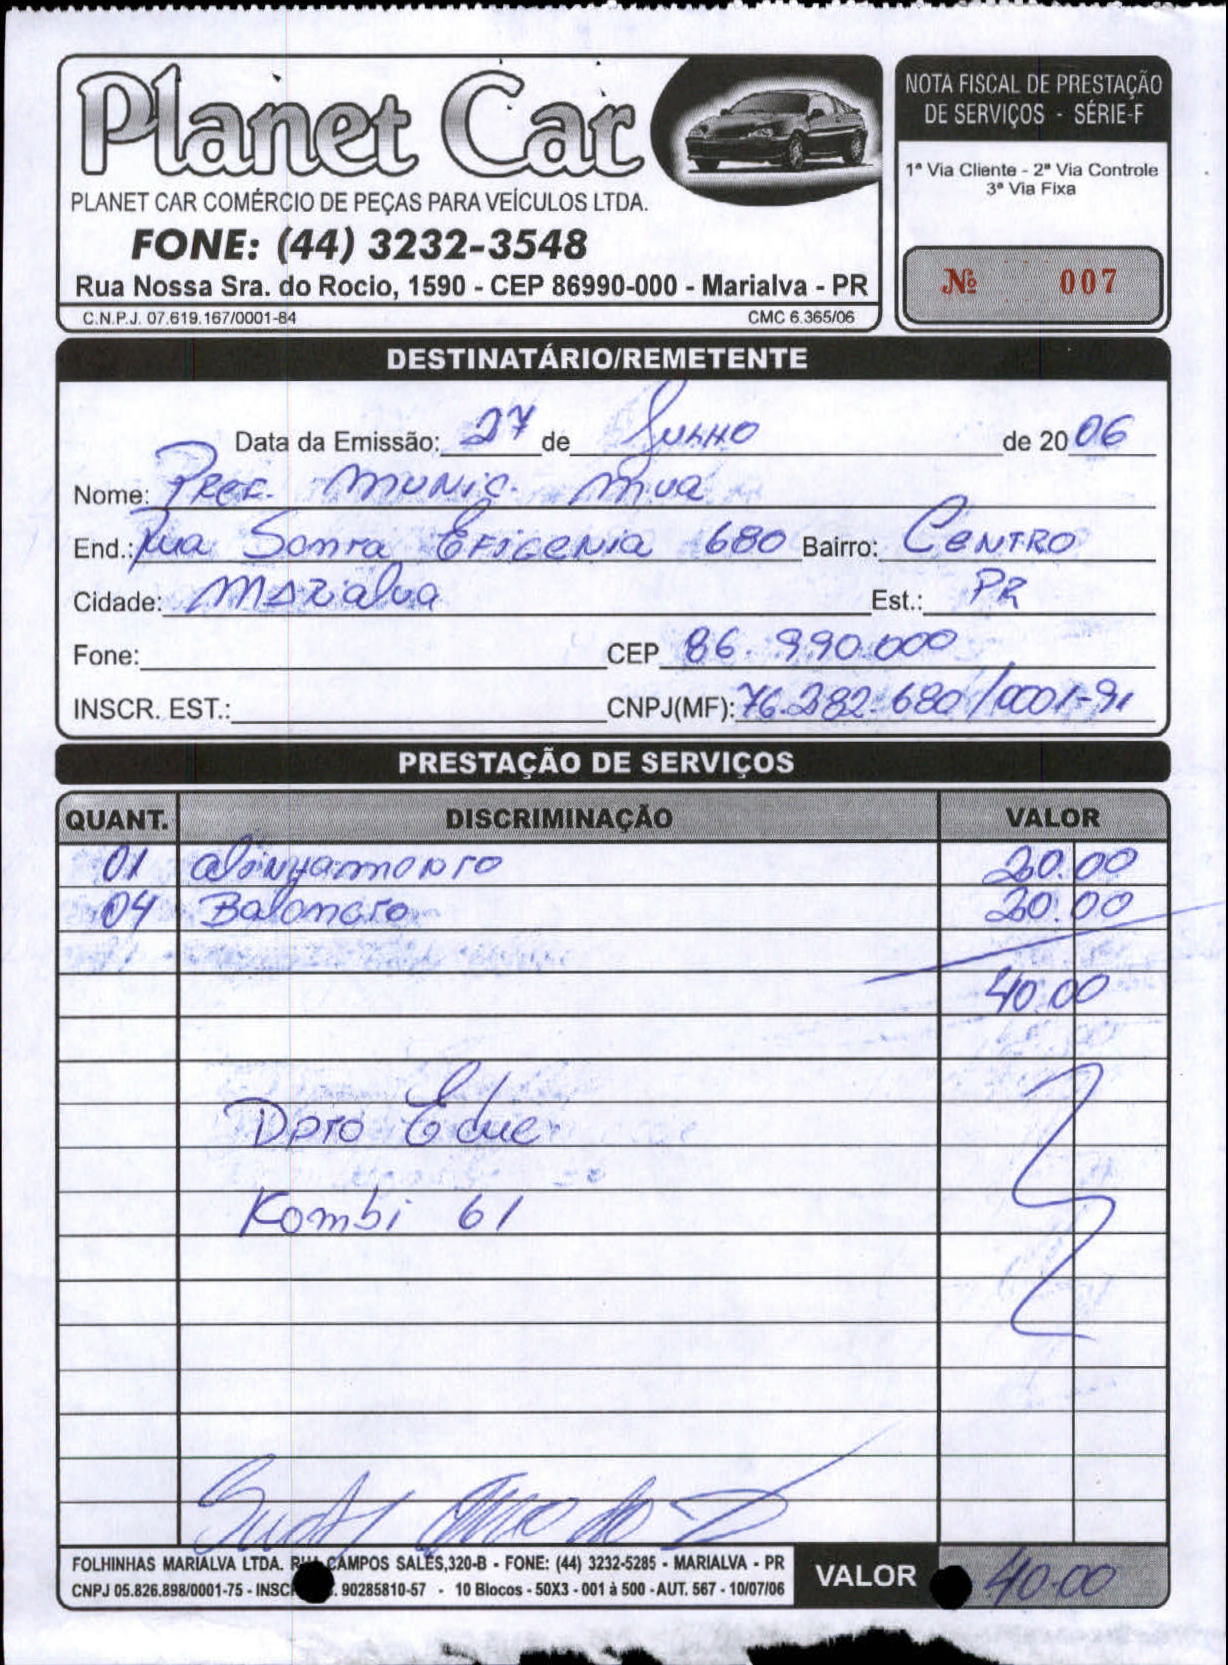 Planet Car
PLANET CAR COMÉRCIO DE PEÇAS PARA VEÍCULOS LTDA.
FONE: (44) 3232-3548
Rua Nossa Sra. do Rocio, 1590 - CEP 86990-000 - Marialva - PR
C.N.P.J. 07.619.167/0001-84 CMC 6.365/06
NOTA FISCAL DE PRESTAÇÃO
DE SERVIÇOS - SÉRIE-F
1ª Via Cliente - 2ª Via Controle
3ª Via Fixa
Nº 007
DESTINATÁRIO/REMETENTE
Data da Emissão: 27 de Julho de 2006
Nome: Pref. Munic. Mva
End.: Rua Santa Efigenia 680 Bairro: Centro
Cidade: Marialva Est.: PR
Fone: CEP 86.990.000
INSCR. EST.: CNPJ(MF): 76.282.680/0001-91
PRESTAÇÃO DE SERVIÇOS
QUANT. DISCRIMINAÇÃO VALOR
01 alinhamento 20.00
04 Balanceo 20.00
40.00
Dpto Educ
Kombi 61
FOLHINHAS MARIALVA LTDA. CAMPOS SALES,320-B - FONE: (44) 3232-5285 - MARIALVA - PR
CNPJ 05.826.898/0001-75 - 90285810-57 - 10 Blocos - 50X3 - 001 à 500 - AUT. 567 - 10/07/06
VALOR 40.00